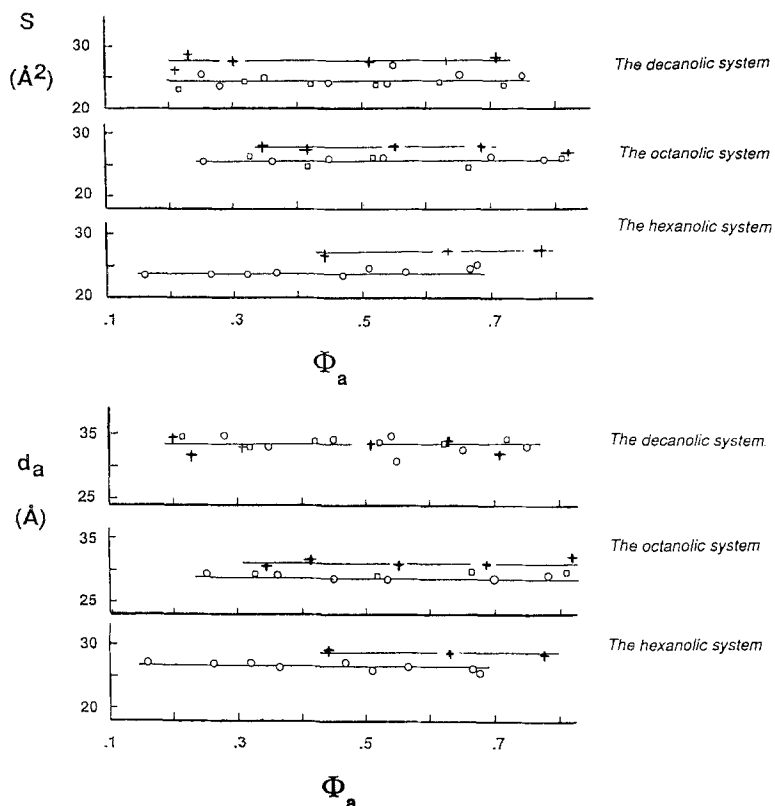 S
(Å²)
30
20
The decanolic system
30
20
The octanolic system
30
20
The hexanolic system
.1 .3 .5 .7
Φa
da
(Å)
35
25
The decanolic system.
35
25
The octanolic system
30
20
The hexanolic system
.1 .3 .5 .7
Φa